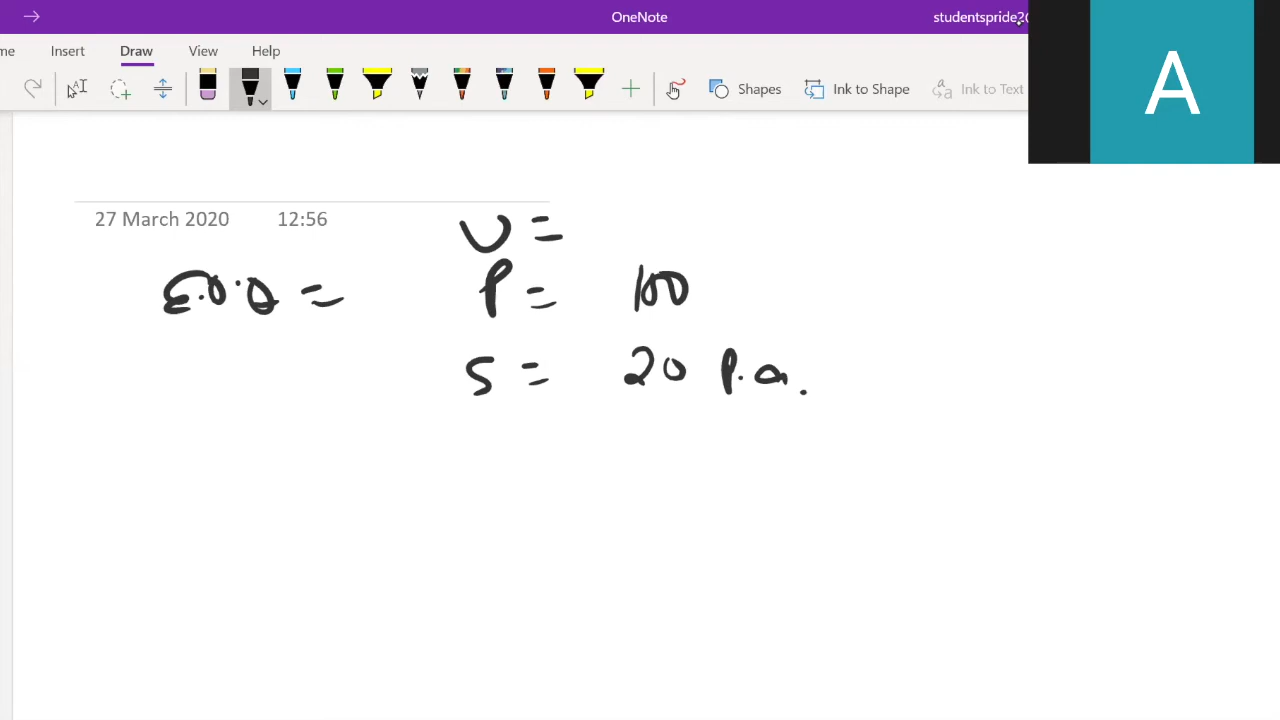 OneNote
studentspride
Insert Draw View Help
Shapes Ink to Shape Ink to Text
A
27 March 2020 12:56
U =
E.O.Q = P = 100
S = 20 p.a.